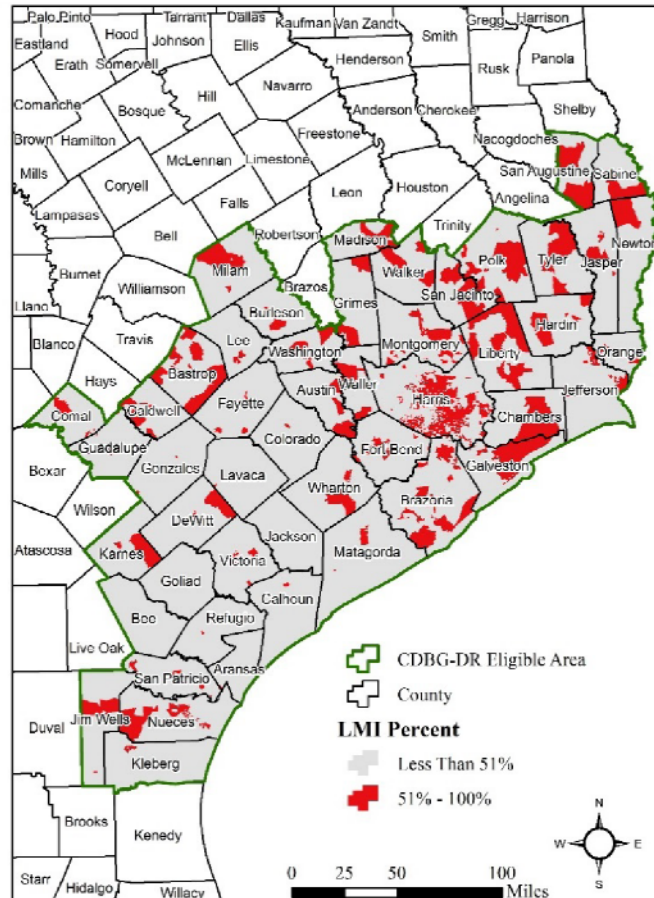 Palo Pinto
Tarrant
Dallas
Kaufman
Van Zandt
Gregg
Harrison
Eastland
Hood
Johnson
Ellis
Smith
Erath
Somervell
Henderson
Rusk
Panola
Comanche
Bosque
Hill
Navarro
Anderson
Cherokee
Shelby
Brown
Hamilton
Freestone
Nacogdoches
Mills
McLennan
Limestone
San Augustine
Sabine
Coryell
Leon
Houston
Angelina
Lampasas
Falls
Trinity
Bell
Robertson
Madison
Newton
Burnet
Milam
Walker
Polk
Tyler
Jasper
Williamson
Brazos
Grimes
San Jacinto
Llano
Burleson
Hardin
Travis
Lee
Washington
Montgomery
Liberty
Orange
Blanco
Bastrop
Austin
Waller
Harris
Jefferson
Hays
Fayette
Chambers
Comal
Caldwell
Colorado
Fort Bend
Guadalupe
Gonzales
Lavaca
Galveston
Bexar
Wharton
Brazoria
Wilson
DeWitt
Jackson
Matagorda
Atascosa
Karnes
Victoria
Goliad
Calhoun
Bee
Refugio
Live Oak
Aransas
San Patricio
Duval
Jim Wells
Nueces
Kleberg
Brooks
Kenedy
Starr
Hidalgo
Willacy
CDBG-DR Eligible Area
County
LMI Percent
Less Than 51%
51% - 100%
N
W
E
S
0 25 50 100
Miles